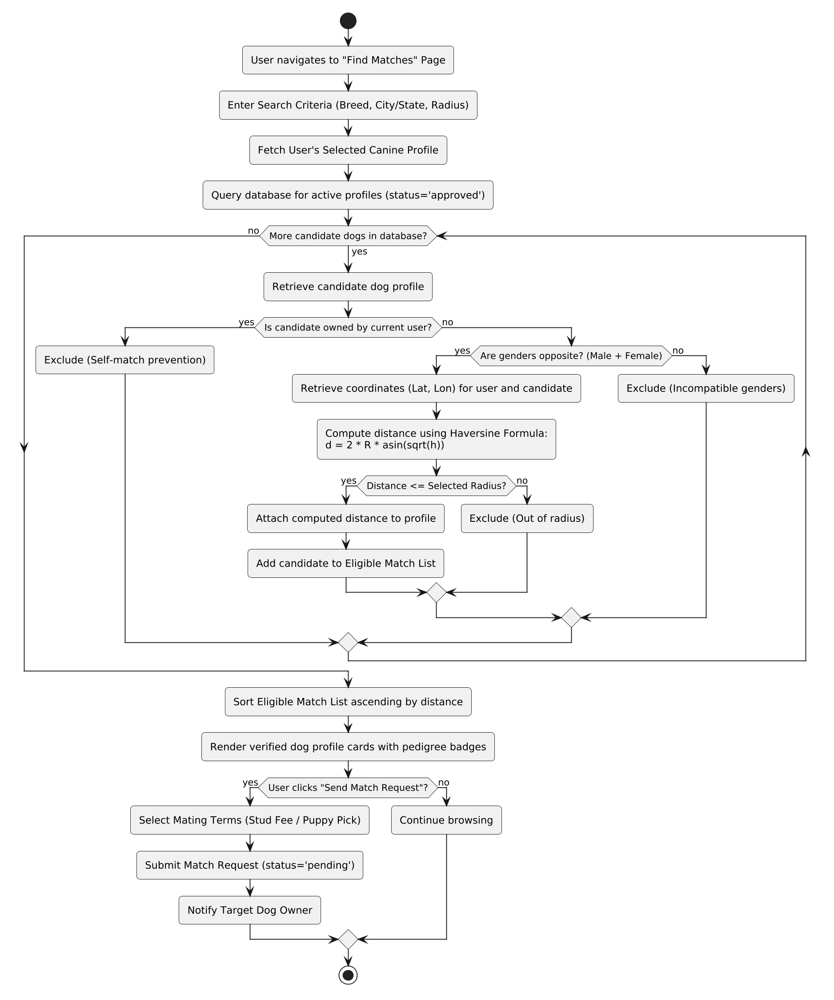 User navigates to "Find Matches" Page
Enter Search Criteria (Breed, City/State, Radius)
Fetch User's Selected Canine Profile
Query database for active profiles (status='approved')
no
More candidate dogs in database?
yes
Retrieve candidate dog profile
yes
Is candidate owned by current user?
no
Exclude (Self-match prevention)
yes
Are genders opposite? (Male + Female)
no
Retrieve coordinates (Lat, Lon) for user and candidate
Exclude (Incompatible genders)
Compute distance using Haversine Formula:
d = 2 * R * asin(sqrt(h))
yes
Distance <= Selected Radius?
no
Attach computed distance to profile
Exclude (Out of radius)
Add candidate to Eligible Match List
Sort Eligible Match List ascending by distance
Render verified dog profile cards with pedigree badges
yes
User clicks "Send Match Request"?
no
Select Mating Terms (Stud Fee / Puppy Pick)
Continue browsing
Submit Match Request (status='pending')
Notify Target Dog Owner